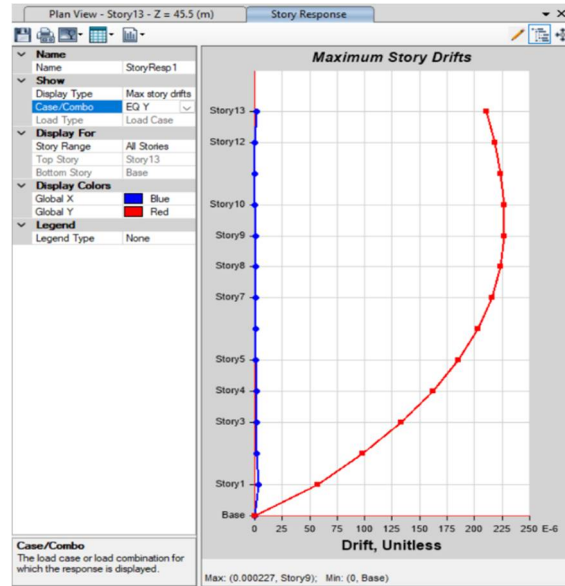 Plan View - Story13 - Z = 45.5 (m)
Story Response
Name
Name StoryResp1
Show
Display Type Max story drifts
Case/Combo EQ Y
Load Type Load Case
Display For
Story Range All Stories
Top Story Story13
Bottom Story Base
Display Colors
Global X Blue
Global Y Red
Legend
Legend Type None
Case/Combo
The load case or load combination for
which the response is displayed.
Maximum Story Drifts
Story13
Story12
Story10
Story9
Story8
Story7
Story5
Story4
Story3
Story1
Base
0 25 50 75 100 125 150 175 200 225 250 E-6
Drift, Unitless
Max: (0.000227, Story9); Min: (0, Base)